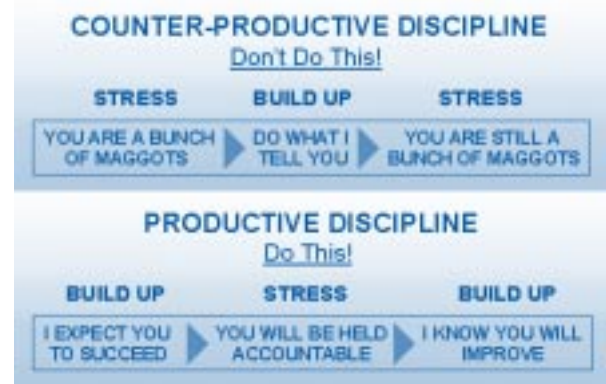 COUNTER-PRODUCTIVE DISCIPLINE
Don't Do This!
STRESS BUILD UP STRESS
YOU ARE A BUNCH
OF MAGGOTS
DO WHAT I
TELL YOU
YOU ARE STILL A
BUNCH OF MAGGOTS
PRODUCTIVE DISCIPLINE
Do This!
BUILD UP STRESS BUILD UP
I EXPECT YOU
TO SUCCEED
YOU WILL BE HELD
ACCOUNTABLE
I KNOW YOU WILL
IMPROVE